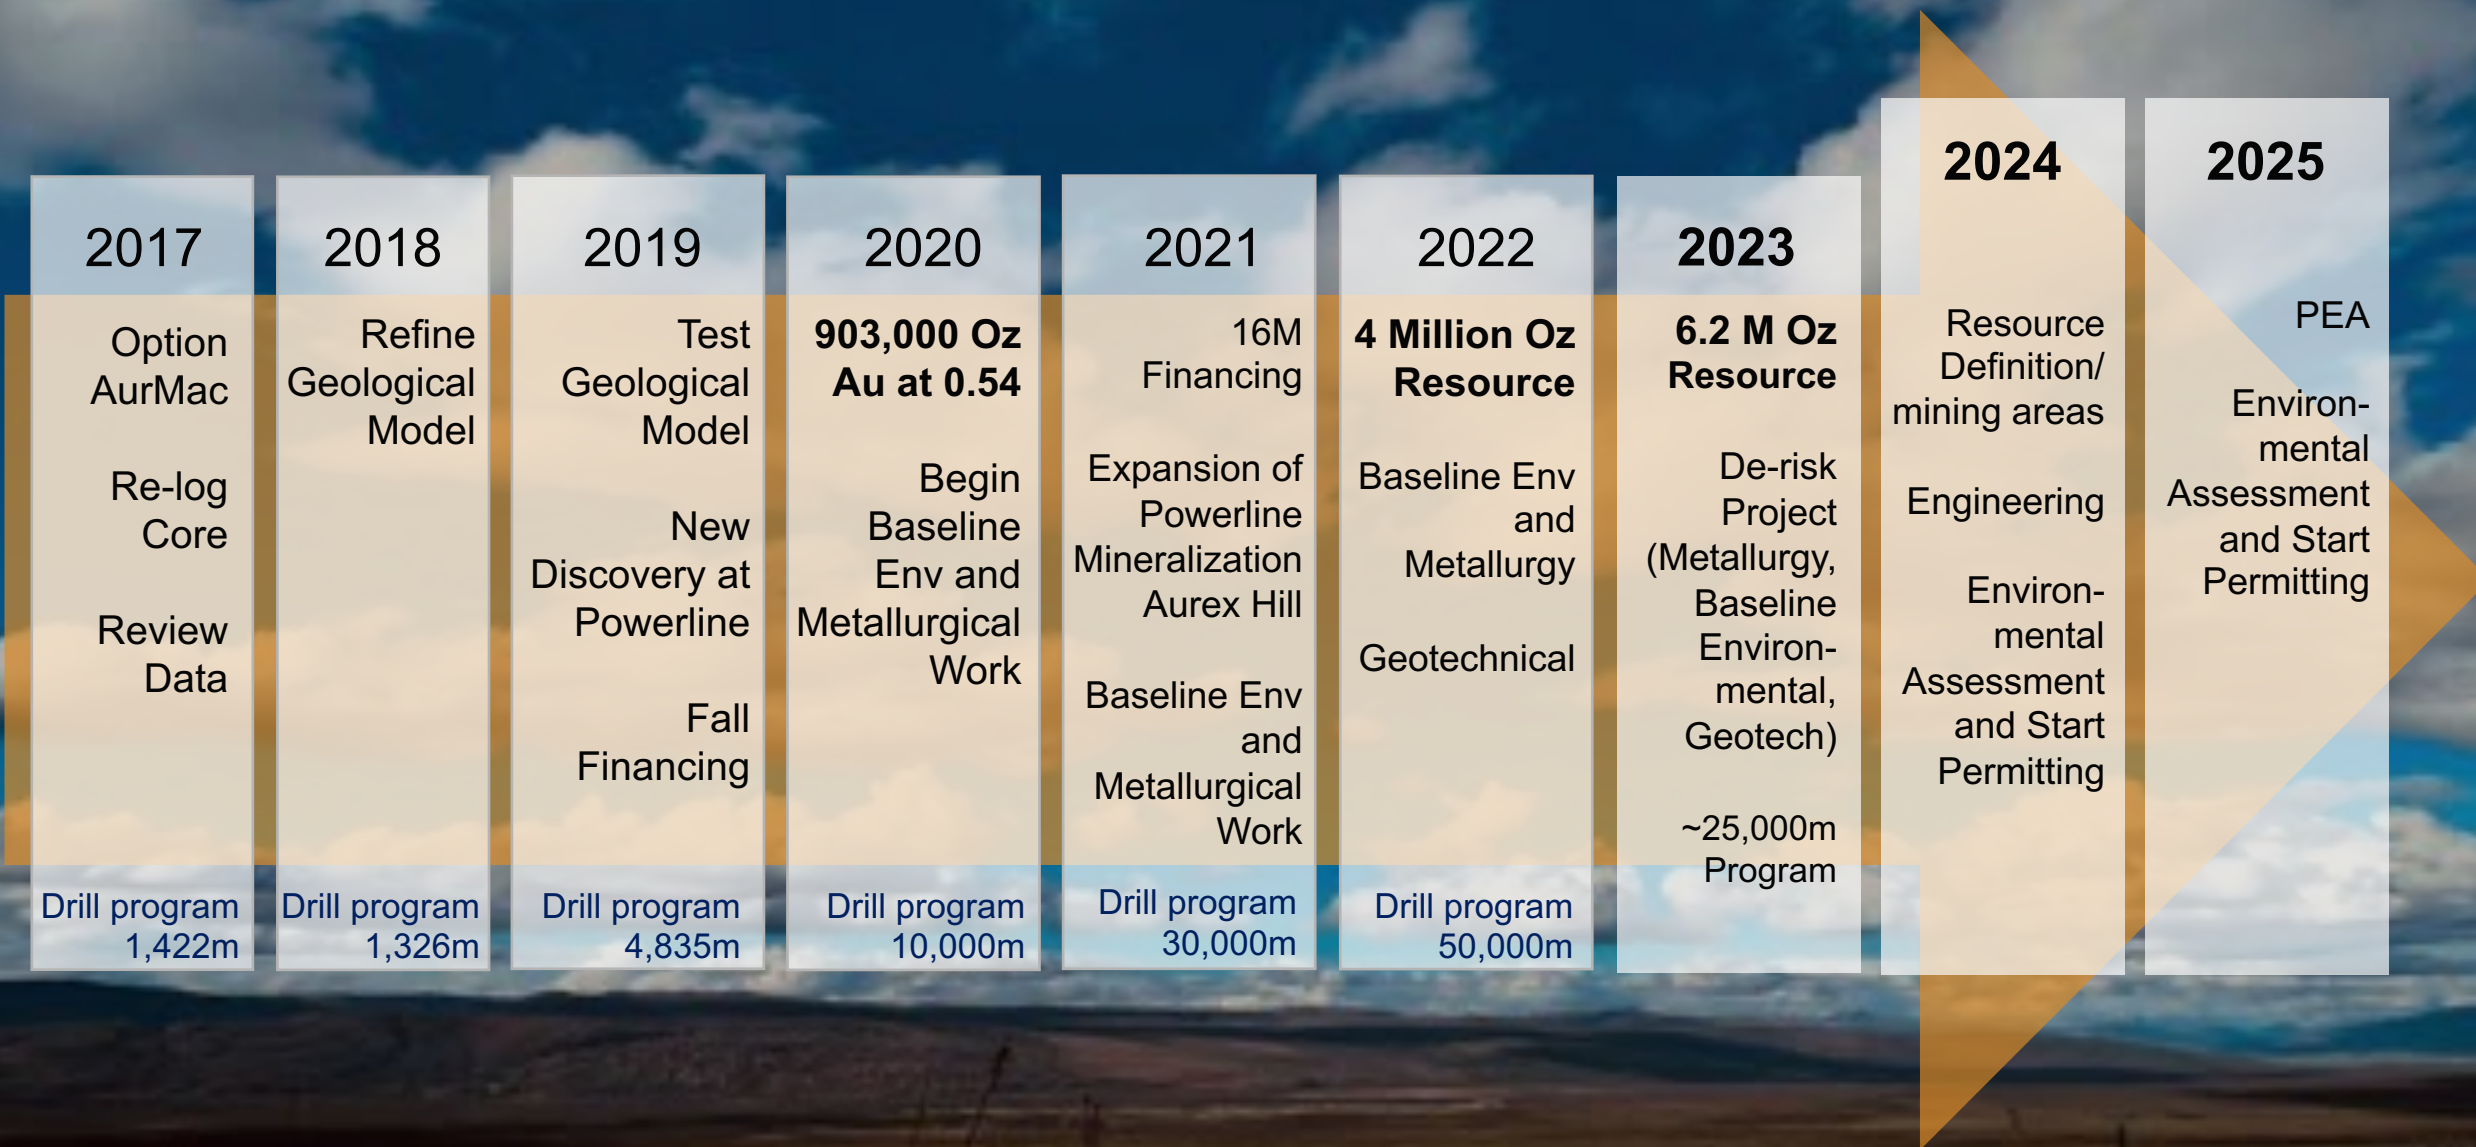 2017
Option
AurMac
Re-log
Core
Review
Data
Drill program
1,422m
2018
Refine
Geological
Model
Drill program
1,326m
2019
Test
Geological
Model
New
Discovery at
Powerline
Fall
Financing
Drill program
4,835m
2020
903,000 Oz
Au at 0.54
Begin
Baseline
Env and
Metallurgical
Work
Drill program
10,000m
2021
16M
Financing
Expansion of
Powerline
Mineralization
Aurex Hill
Baseline Env
and
Metallurgical
Work
Drill program
30,000m
2022
4 Million Oz
Resource
Baseline Env
and
Metallurgy
Geotechnical
Drill program
50,000m
2023
6.2 M Oz
Resource
De-risk
Project
(Metallurgy,
Baseline
Environ-
mental,
Geotech)
~25,000m
Program
2024
Resource
Definition/
mining areas
Engineering
Environ-
mental
Assessment
and Start
Permitting
2025
PEA
Environ-
mental
Assessment
and Start
Permitting